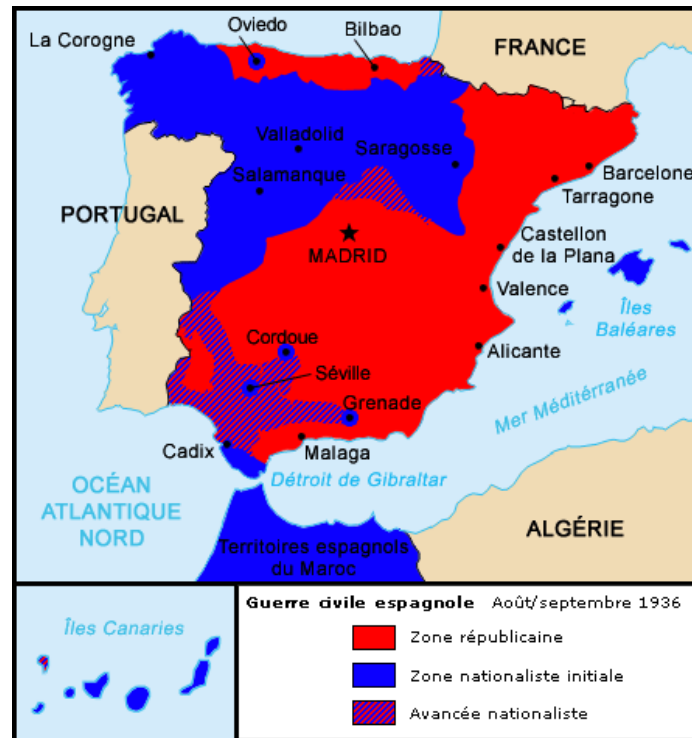 Oviedo
La Corogne
Bilbao
FRANCE
Valladolid
Saragosse
Salamanque
Barcelone
Tarragone
PORTUGAL
MADRID
Castellon
de la Plana
Valence
Îles
Baléares
Cordoue
Alicante
Séville
Grenade
Mer Méditérranée
Cadix
Malaga
Détroit de Gibraltar
OCÉAN
ATLANTIQUE
NORD
ALGÉRIE
Territoires espagnols
du Maroc
Îles Canaries
Guerre civile espagnole Août/septembre 1936
Zone républicaine
Zone nationaliste initiale
Avancée nationaliste